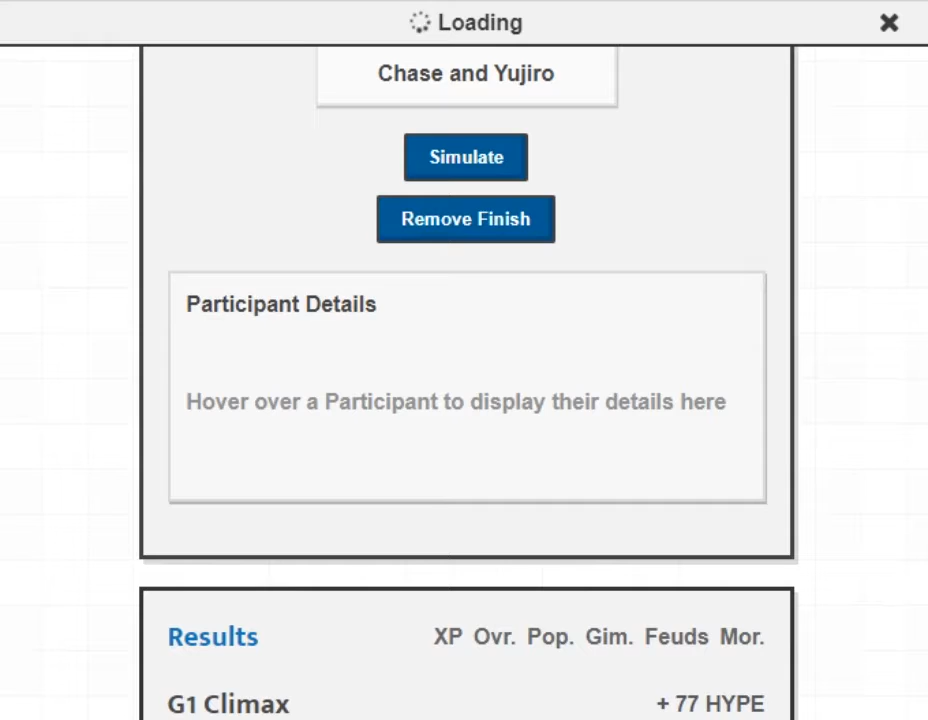 Loading
Chase and Yujiro
Simulate
Remove Finish
Participant Details
Hover over a Participant to display their details here
Results XP Ovr. Pop. Gim. Feuds Mor.
G1 Climax + 77 HYPE